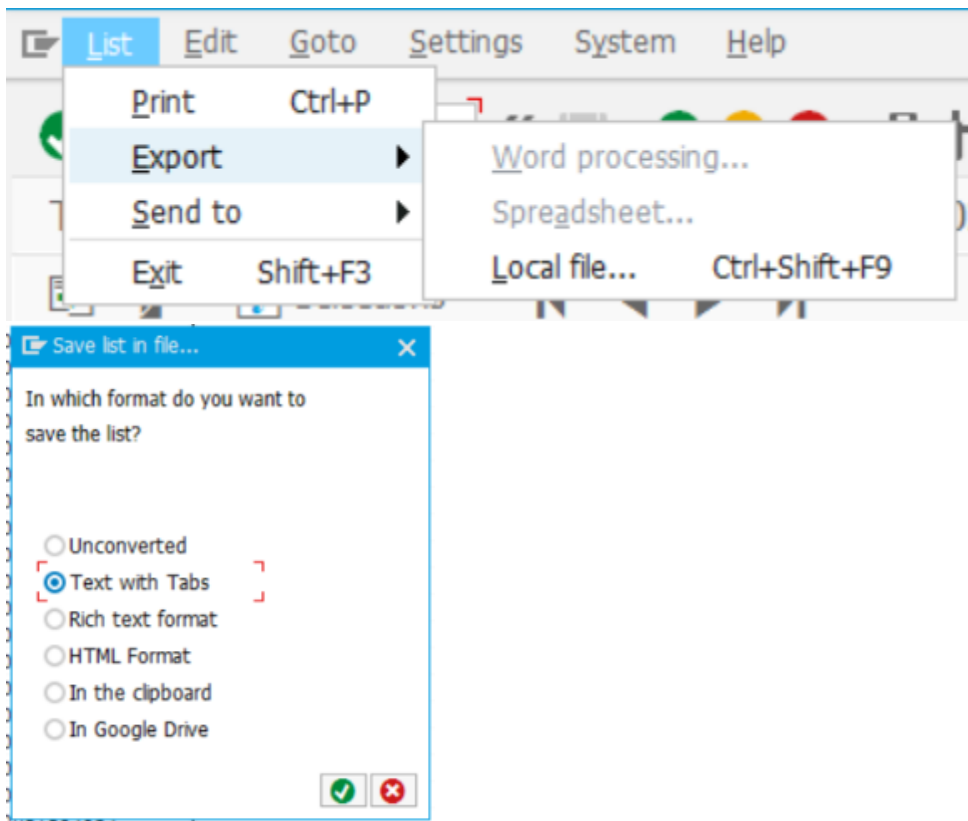 List Edit Goto Settings System Help
Print Ctrl+P
Export
Send to
Exit Shift+F3
Word processing...
Spreadsheet...
Local file... Ctrl+Shift+F9
Save list in file...
In which format do you want to
save the list?
Unconverted
Text with Tabs
Rich text format
HTML Format
In the clipboard
In Google Drive